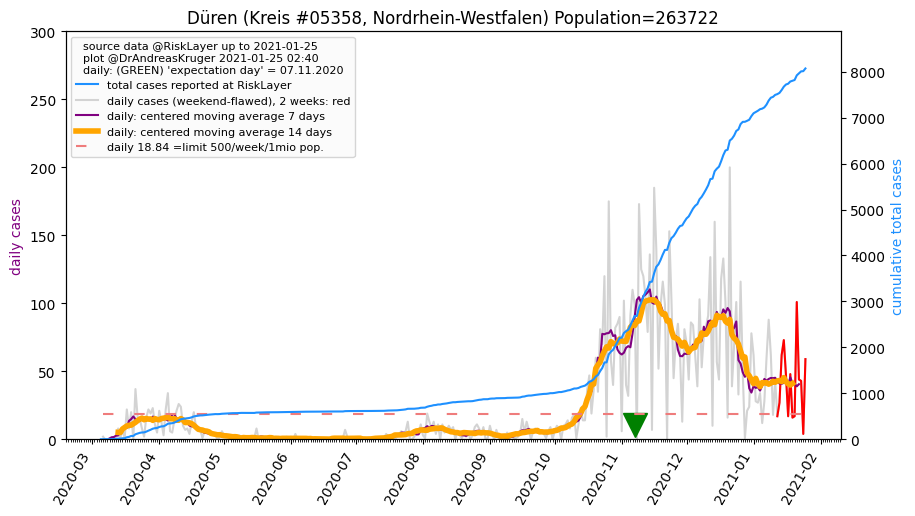 Düren (Kreis #05358, Nordrhein-Westfalen) Population=263722
source data @RiskLayer up to 2021-01-25
plot @DrAndreasKruger 2021-01-25 02:40
daily: (GREEN) 'expectation day' = 07.11.2020
total cases reported at RiskLayer
daily cases (weekend-flawed), 2 weeks: red
daily: centered moving average 7 days
daily: centered moving average 14 days
daily 18.84 =limit 500/week/1mio pop.
daily cases
300
250
200
150
100
50
0
cumulative total cases
8000
7000
6000
5000
4000
3000
2000
1000
0
2020-03
2020-04
2020-05
2020-06
2020-07
2020-08
2020-09
2020-10
2020-11
2020-12
2021-01
2021-02